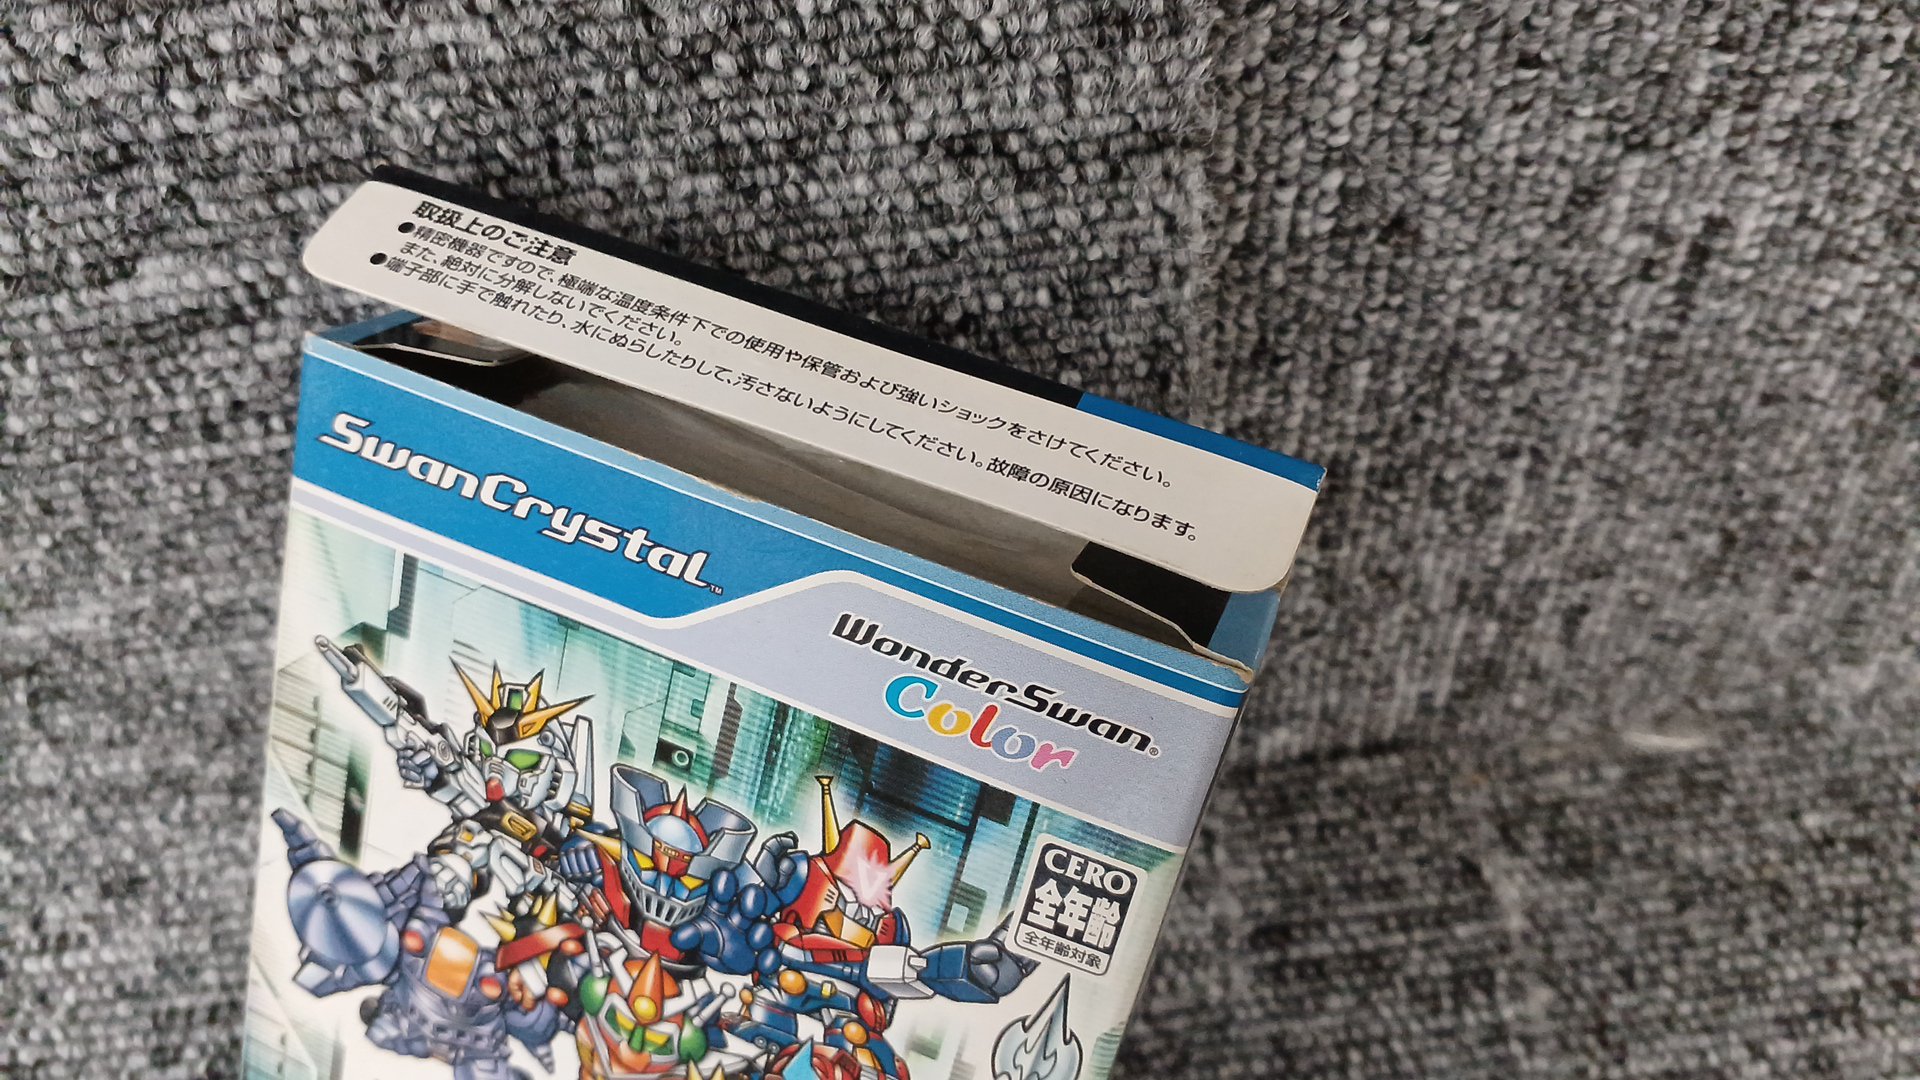 取扱上のご注意
●精密機器ですので、極端な温度条件下での使用や保管および強いショックをさけてください。
また、絶対に分解しないでください。
●端子部に手で触れたり、水にぬらしたりして、汚さないようにしてください。故障の原因になります。
SwanCrystal™
WonderSwan®
Color
CERO
全年齢
全年齢対象